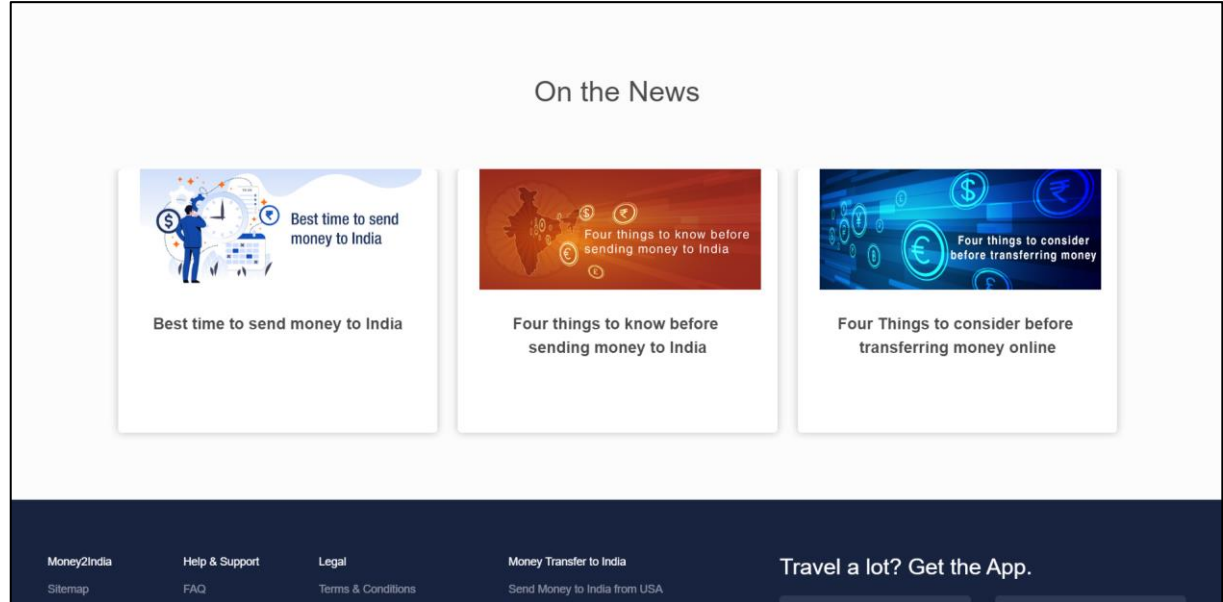 On the News
Best time to send
money to India
Four things to know before
sending money to India
Four things to consider
before transferring money
Best time to send money to India
Four things to know before
sending money to India
Four Things to consider before
transferring money online
Money2India
Help & Support
Legal
Money Transfer to India
Travel a lot? Get the App.
Sitemap
FAQ
Terms & Conditions
Send Money to India from USA